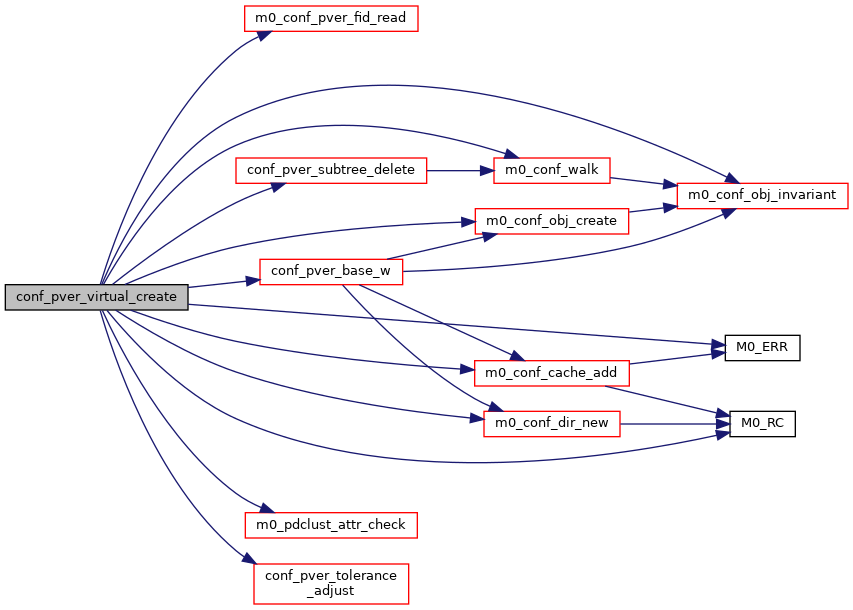 m0_conf_pver_fid_read
conf_pver_subtree_delete
m0_conf_walk
m0_conf_obj_invariant
m0_conf_obj_create
conf_pver_base_w
conf_pver_virtual_create
M0_ERR
m0_conf_cache_add
m0_conf_dir_new
M0_RC
m0_pdclust_attr_check
conf_pver_tolerance
_adjust